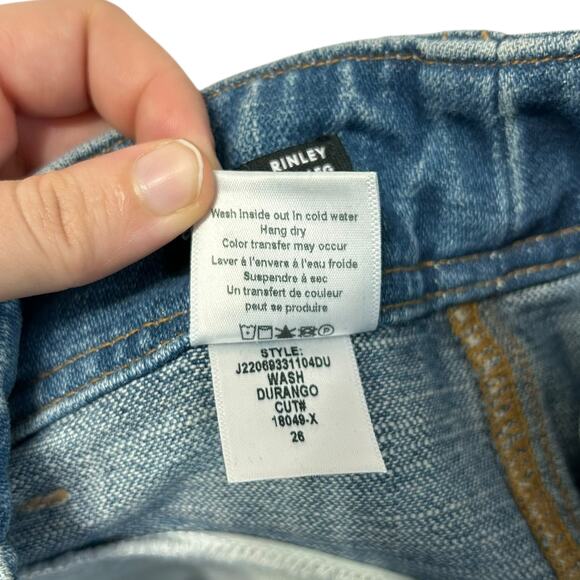 RINLEY
Wash Inside out In cold water
Hang dry
Color transfer may occur
Laver à l'envers à l'eau froide
Suspendre à sec
Un transfert de couleur
peut se produire
STYLE:
J22069331104DU
WASH
DURANGO
CUT#
18049-X
26